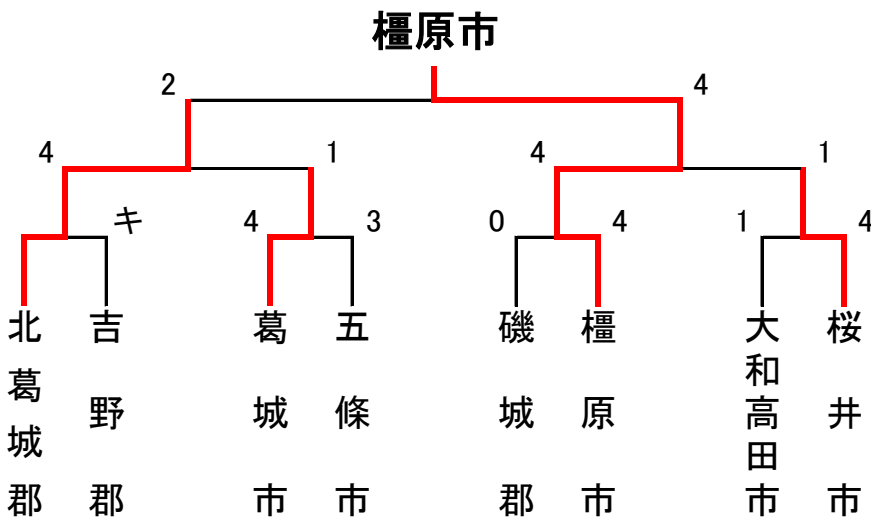 橿原市
2 4
4 1 4 1
キ 4 3 0 4 1 4
北葛城郡
吉野郡
葛城市
五條市
磯城郡
橿原市
大和高田市
桜井市